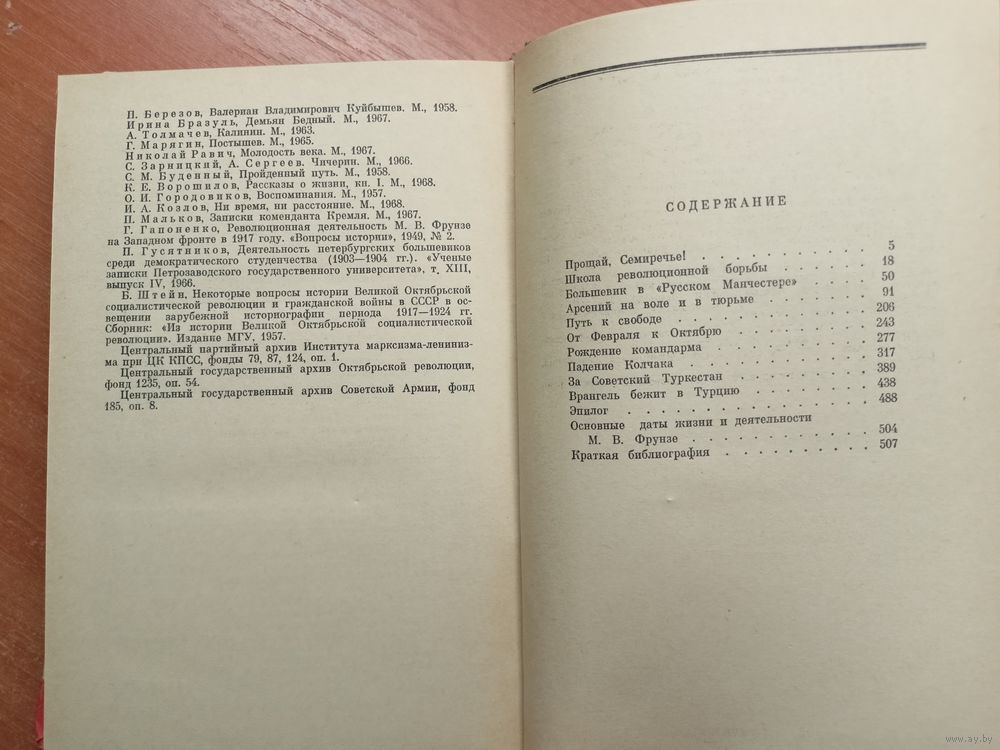 П. Березов, Валериан Владимирович Куйбышев. М., 1958.
Ирина Бразуль, Демьян Бедный. М., 1967.
А. Толмачев, Калинин. М., 1963.
Г. Марягин, Постышев. М., 1965.
Николай Равич, Молодость века. М., 1967.
С. Зарницкий, А. Сергеев. Чичерин. М., 1966.
С. М. Буденный, Пройденный путь. М., 1958.
К. Е. Ворошилов, Рассказы о жизни, кн. I. М., 1968.
О. И. Городовиков, Воспоминания. М., 1957.
И. А. Козлов, Ни время, ни расстояние. М., 1968.
П. Мальков, Записки коменданта Кремля. М., 1967.
Г. Гапоненко, Революционная деятельность М. В. Фрунзе
на Западном фронте в 1917 году. «Вопросы истории», 1949, № 2.
П. Гусятников, Деятельность петербургских большевиков
среди демократического студенчества (1903—1904 гг.). «Ученые
записки Петрозаводского государственного университета», т. XIII,
выпуск IV, 1966.
Б. Штейн, Некоторые вопросы истории Великой Октябрьской
социалистической революции и гражданской войны в СССР в ос-
вещении зарубежной историографии периода 1917—1924 гг.
Сборник: «Из истории Великой Октябрьской социалистической
революции». Издание МГУ, 1957.
Центральный партийный архив Института марксизма-лениниз-
ма при ЦК КПСС, фонды 79, 87, 124, оп. 1.
Центральный государственный архив Октябрьской революции,
фонд 1235, оп. 54.
Центральный государственный архив Советской Армии, фонд
185, оп. 8.
СОДЕРЖАНИЕ
Прощай, Семиречье! . . . . . . . . 5
Школа революционной борьбы . . . . . 18
Большевик в «Русском Манчестере» . . . . 50
Арсений на воле и в тюрьме . . . . . . 91
Путь к свободе . . . . . . . . . 206
От Февраля к Октябрю . . . . . . . 243
Рождение командарма . . . . . . . 277
Падение Колчака . . . . . . . . 317
За Советский Туркестан . . . . . . . 389
Врангель бежит в Турцию . . . . . . 438
Эпилог . . . . . . . . . . . 488
Основные даты жизни и деятельности
М. В. Фрунзе . . . . . . . . . 504
Краткая библиография . . . . . . . 507
www.ay.by